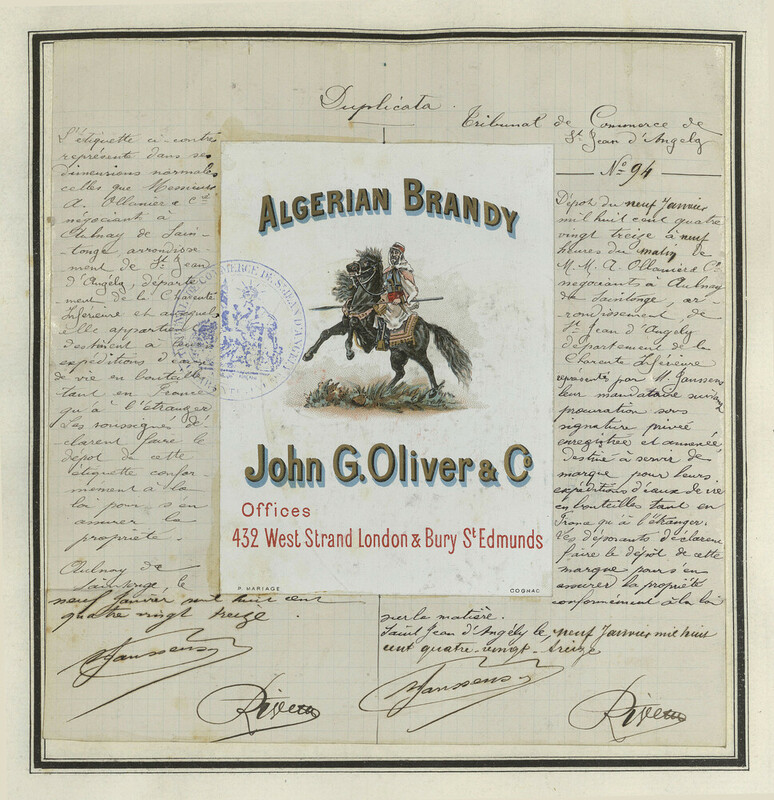 Duplicata
Tribunal de Commerce de
St Jean d'Angély
No 94
L'étiquette ci-contre
représente dans ses
dimensions normales
celles que Messieurs
A. Ollanier & Cie
négociants à
Aulnay de Sain-
-tonge arrondisse-
ment de St Jean
d'Angély, départe-
ment de la Charente
Inférieure et auxquels
elle appartient
destinent à leurs
expéditions d'eaux
de vie en bouteilles
tant en France
qu'à l'étranger
Les soussignés dé-
clarent faire le
dépôt de cette
étiquette confor-
mément à la
loi pour s'en
assurer la
propriété.
Aulnay de
Saintonge, le
neuf Janvier mil huit cent
quatre vingt treize.
Janssens
ALGERIAN BRANDY
John G. Oliver & Co
Offices
432 West Strand London & Bury St Edmunds
P. MARIAGE
COGNAC
Dépôt du neuf Janvier
mil huit cent quatre
vingt treize à neuf
heures du matin de
M.M. A. Ollanier & Cie
négociants à Aulnay
de Saintonge ar-
rondissement de
St Jean d'Angély
département de la
Charente Inférieure
représentés par M. Janssens
leur mandataire suivant
procuration sous
signature privée
enregistrée et annexée
Destiné à servir de
marque pour leurs
expéditions d'eaux de vie
en bouteilles tant en
France qu'à l'étranger.
Les déposants déclarent
faire le dépôt de cette
marque pour s'en
assurer la propriété
conformément à la loi
sur la matière.
Saint Jean d'Angély le, neuf Janvier mil huit
cent quatre-vingt-treize
Janssens